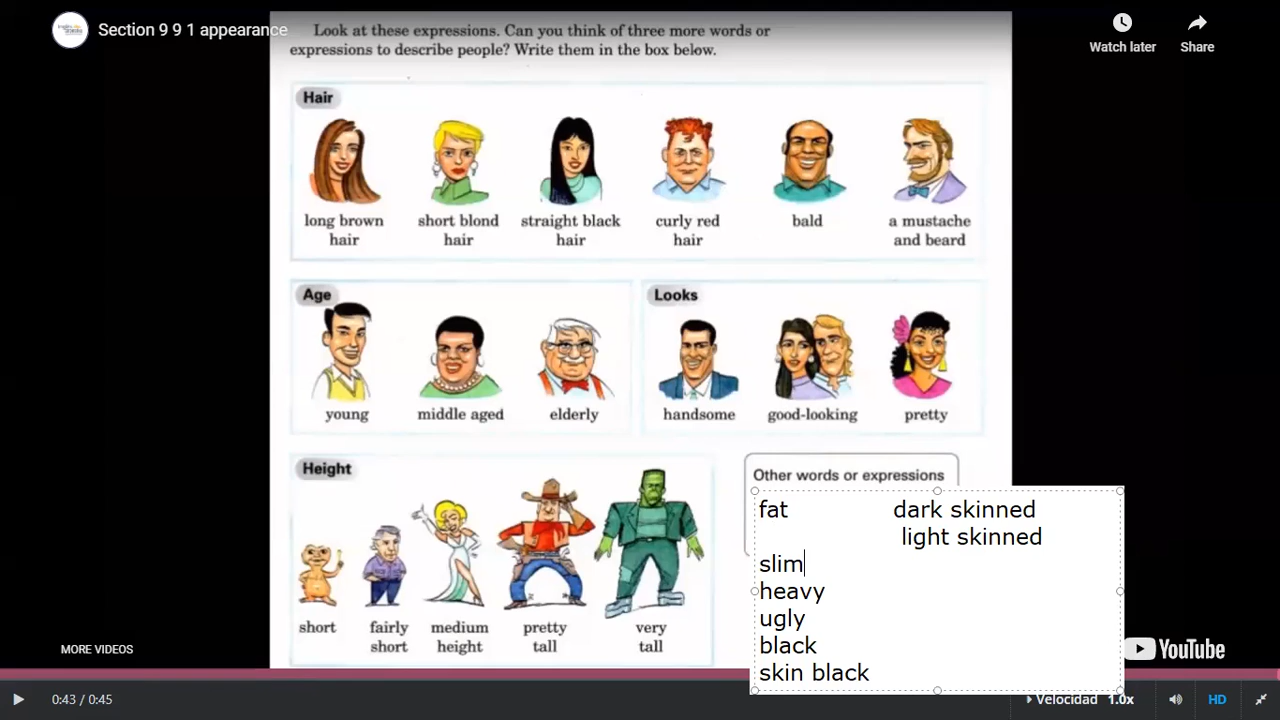 Section 9 9 1 appearance
Watch later
Share
Look at these expressions. Can you think of three more words or
expressions to describe people? Write them in the box below.
Hair
long brown
hair
short blond
hair
straight black
hair
curly red
hair
bald
a mustache
and beard
Age
young
middle aged
elderly
Looks
handsome
good-looking
pretty
Height
short
fairly
short
medium
height
pretty
tall
very
tall
Other words or expressions
fat dark skinned
light skinned
slim
heavy
ugly
black
skin black
MORE VIDEOS
YouTube
0:43 / 0:45
Velocidad 1.0x
HD